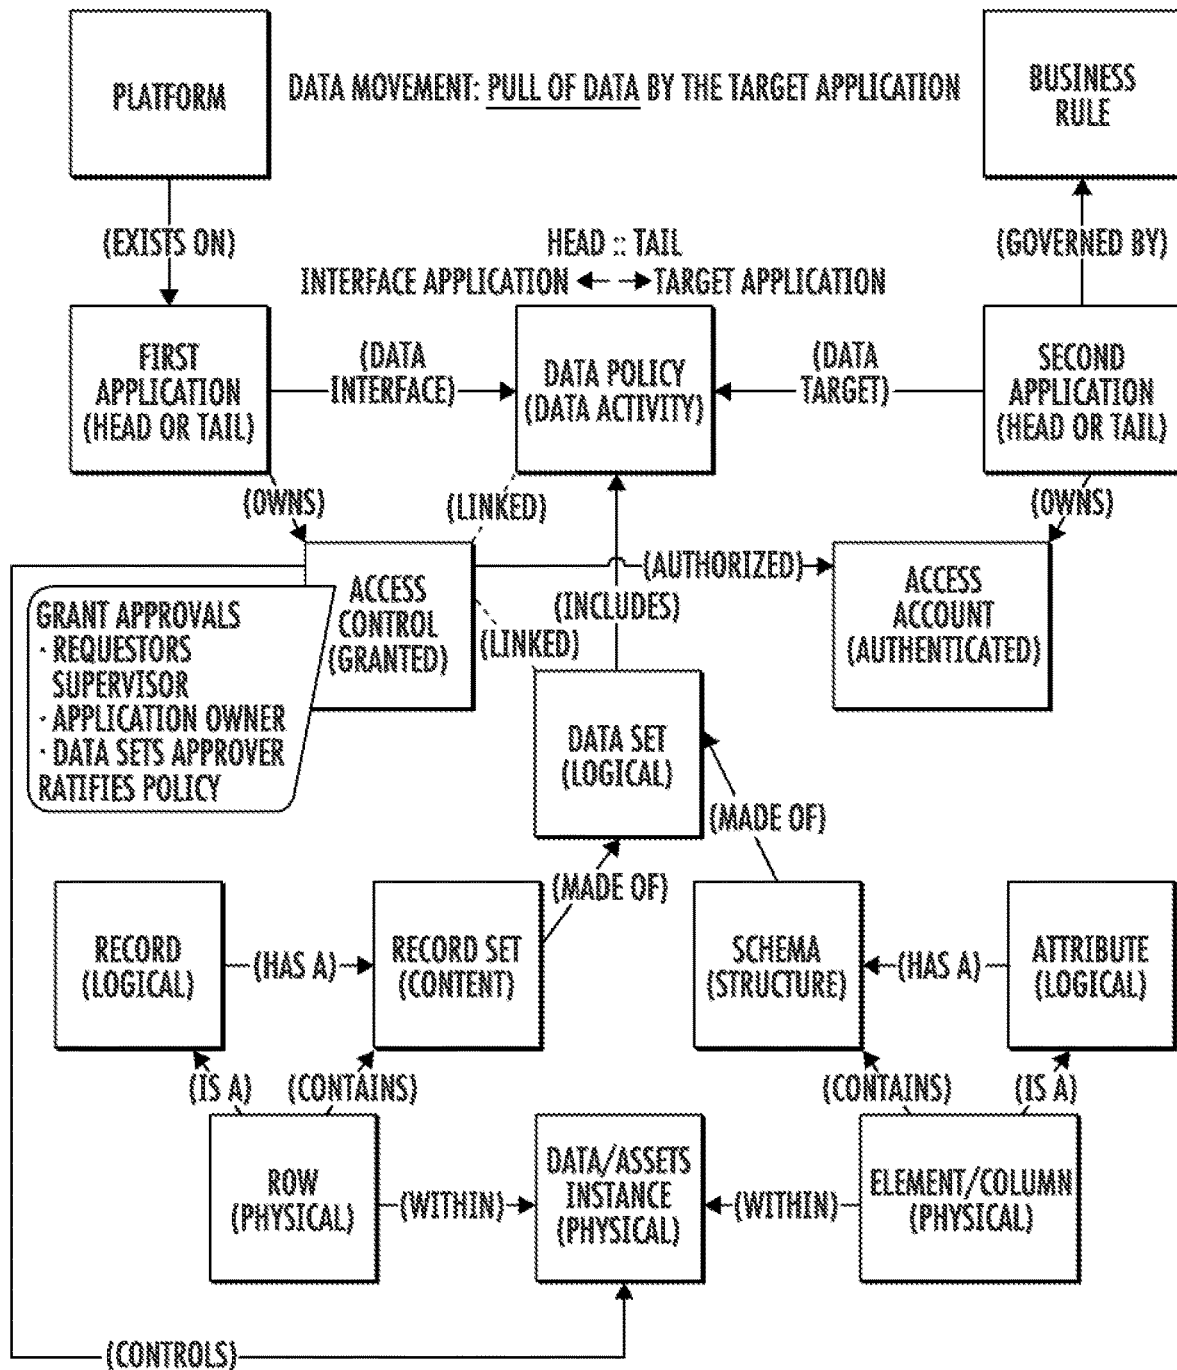 PLATFORM
DATA MOVEMENT: PULL OF DATA BY THE TARGET APPLICATION
BUSINESS
RULE
(EXISTS ON)
HEAD :: TAIL
(GOVERNED BY)
INTERFACE APPLICATION
TARGET APPLICATION
FIRST
APPLICATION
(HEAD OR TAIL)
(DATA
INTERFACE)
DATA POLICY
(DATA ACTIVITY)
(DATA
TARGET)
SECOND
APPLICATION
(HEAD OR TAIL)
(OWNS)
(LINKED)
(OWNS)
ACCESS
CONTROL
(GRANTED)
(AUTHORIZED)
ACCESS
ACCOUNT
(AUTHENTICATED)
(INCLUDES)
(LINKED)
GRANT APPROVALS
· REQUESTORS
SUPERVISOR
· APPLICATION OWNER
· DATA SETS APPROVER
RATIFIES POLICY
DATA SET
(LOGICAL)
(MADE OF)
(MADE OF)
RECORD
(LOGICAL)
(HAS A)
RECORD SET
(CONTENT)
SCHEMA
(STRUCTURE)
(HAS A)
ATTRIBUTE
(LOGICAL)
(IS A)
(CONTAINS)
(CONTAINS)
(IS A)
ROW
(PHYSICAL)
(WITHIN)
DATA/ASSETS
INSTANCE
(PHYSICAL)
(WITHIN)
ELEMENT/COLUMN
(PHYSICAL)
(CONTROLS)